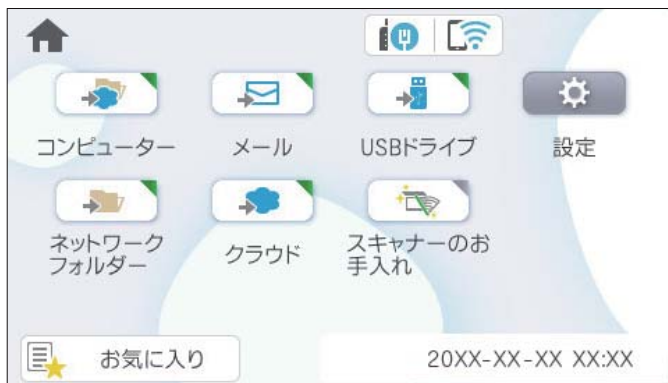 コンピューター
メール
USBドライブ
設定
ネットワーク
フォルダー
クラウド
スキャナーのお
手入れ
お気に入り
20XX-XX-XX XX:XX